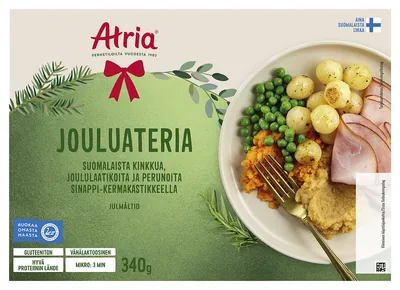 Atria®
PERHETILOILTA VUODESTA 1903
AINA
SUOMALAISTA
LIHAA
JOULUATERIA
SUOMALAISTA KINKKUA,
JOULULAATIKOITA JA PERUNOITA
SINAPPI-KERMAKASTIKKEELLA
JULMÅLTID
RUOKAA
OMASTA
MAASTA
GLUTEENITON
VÄHÄLAKTOOSINEN
HYVÄ
PROTEIININ LÄHDE
MIKRO: 3 MIN
340g